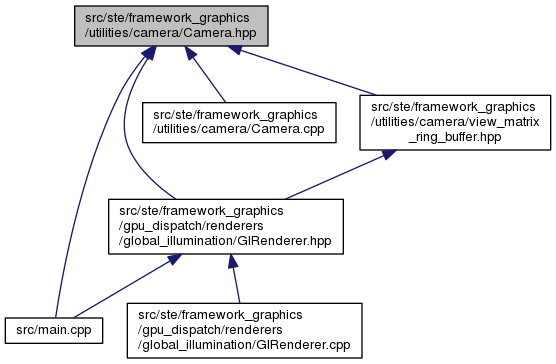 src/ste/framework_graphics
/utilities/camera/Camera.hpp
src/ste/framework_graphics
/utilities/camera/Camera.cpp
src/ste/framework_graphics
/utilities/camera/view_matrix
_ring_buffer.hpp
src/ste/framework_graphics
/gpu_dispatch/renderers
/global_illumination/GIRenderer.hpp
src/main.cpp
src/ste/framework_graphics
/gpu_dispatch/renderers
/global_illumination/GIRenderer.cpp